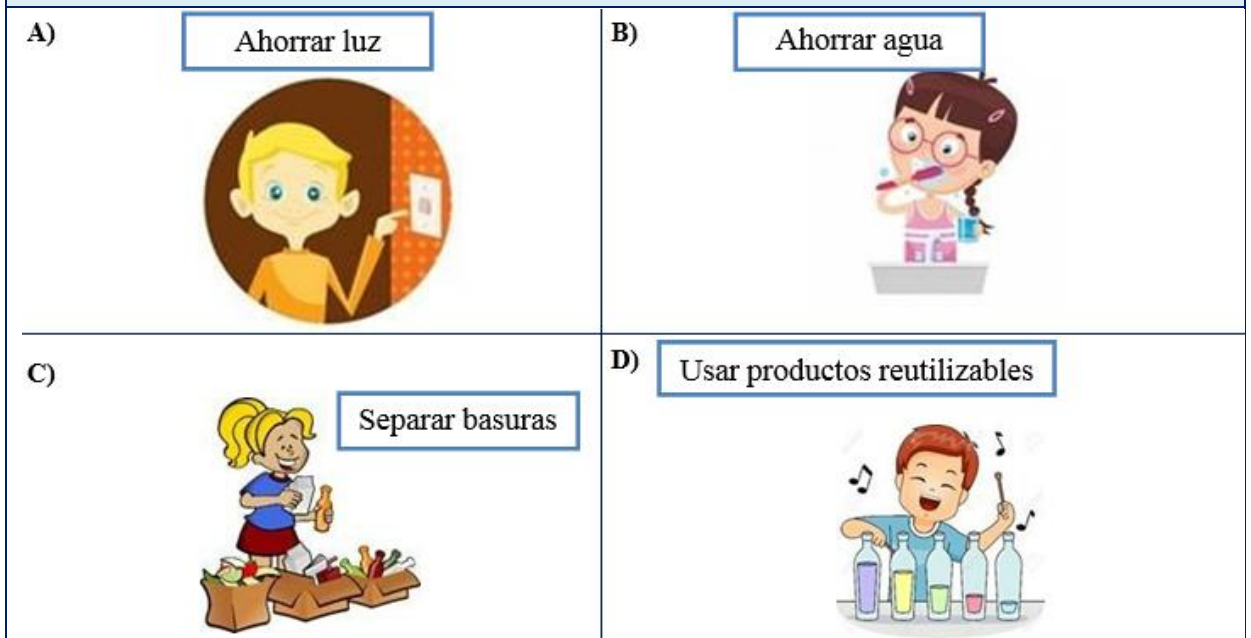 A)
Ahorrar luz
B)
Ahorrar agua
C)
Separar basuras
D)
Usar productos reutilizables